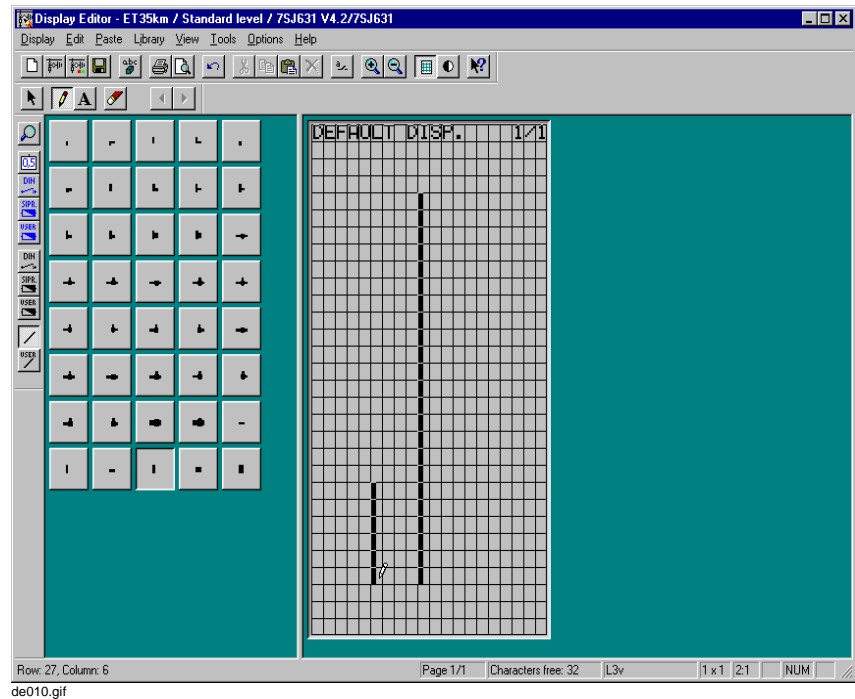 Display Editor - ET35km / Standard level / 7SJ631 V4.2/7SJ631
Display Edit Paste Library View Tools Options Help
abc
A
0,5
DIN
SIPR.
USER
DIN
SIPR.
USER
USER
DEFAULT DISP. 1/1
Row: 27, Column: 6 Page 1/1 Characters free: 32 L3v 1 x 1 2:1 NUM
de010.gif